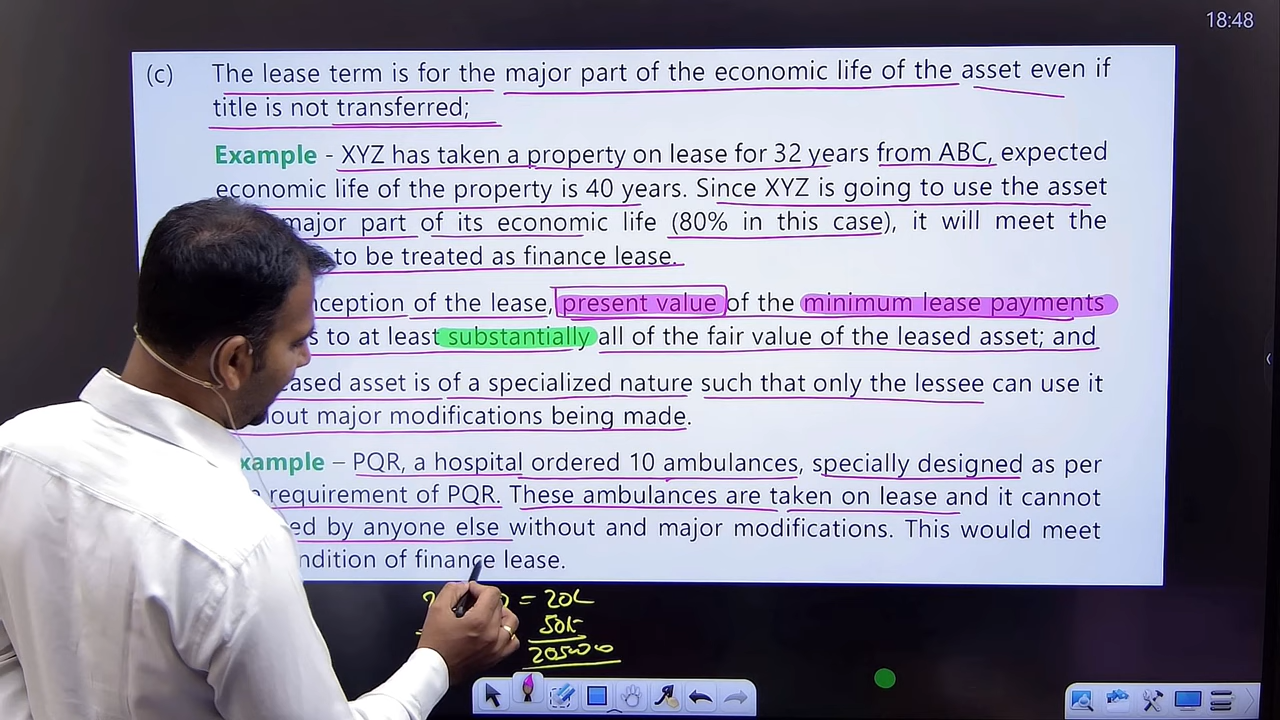 18:48
(c) The lease term is for the major part of the economic life of the asset even if
title is not transferred;
Example - XYZ has taken a property on lease for 32 years from ABC, expected
economic life of the property is 40 years. Since XYZ is going to use the asset
major part of its economic life (80% in this case), it will meet the
to be treated as finance lease.
ception of the lease, present value of the minimum lease payments
s to at least substantially all of the fair value of the leased asset; and
ased asset is of a specialized nature such that only the lessee can use it
out major modifications being made.
xample – PQR, a hospital ordered 10 ambulances, specially designed as per
requirement of PQR. These ambulances are taken on lease and it cannot
ed by anyone else without and major modifications. This would meet
ndition of finance lease.
= 20L
50k
2050000